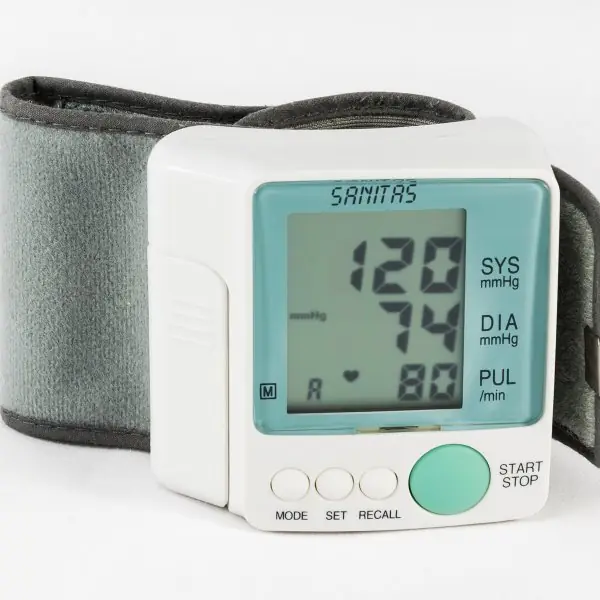 SANITAS
120
SYS
mmHg
mmHg
74
DIA
mmHg
M
A
80
PUL
/min
START
STOP
MODE SET RECALL